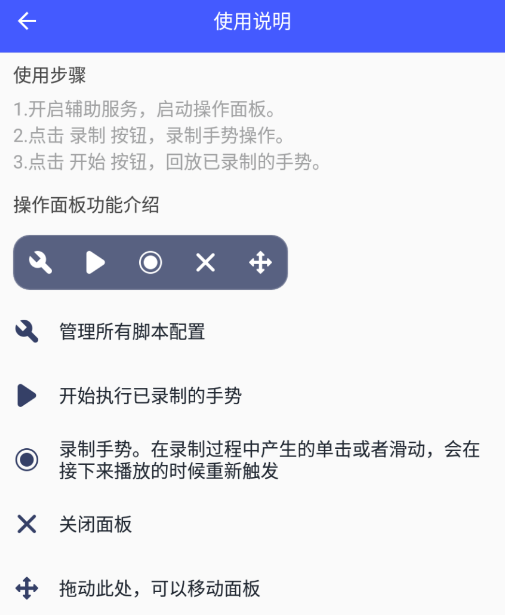 使用说明
使用步骤
1.开启辅助服务，启动操作面板。
2.点击 录制 按钮，录制手势操作。
3.点击 开始 按钮，回放已录制的手势。
操作面板功能介绍
管理所有脚本配置
开始执行已录制的手势
录制手势。在录制过程中产生的单击或者滑动，会在
接下来播放的时候重新触发
关闭面板
拖动此处，可以移动面板